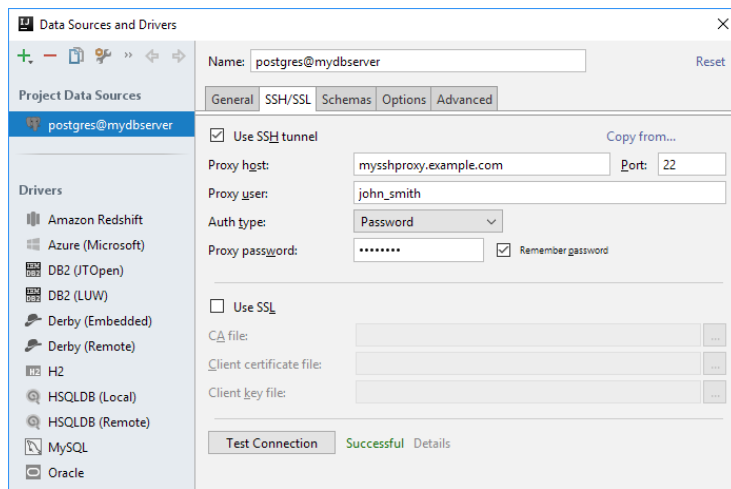 Data Sources and Drivers
Name: postgres@mydbserver Reset
Project Data Sources
postgres@mydbserver
Drivers
Amazon Redshift
Azure (Microsoft)
DB2 (JTOpen)
DB2 (LUW)
Derby (Embedded)
Derby (Remote)
H2
HSQLDB (Local)
HSQLDB (Remote)
MySQL
Oracle
General SSH/SSL Schemas Options Advanced
Use SSH tunnel Copy from...
Proxy host: mysshproxy.example.com Port: 22
Proxy user: john_smith
Auth type: Password
Proxy password: •••••••• Remember password
Use SSL
CA file: ...
Client certificate file: ...
Client key file: ...
Test Connection Successful Details